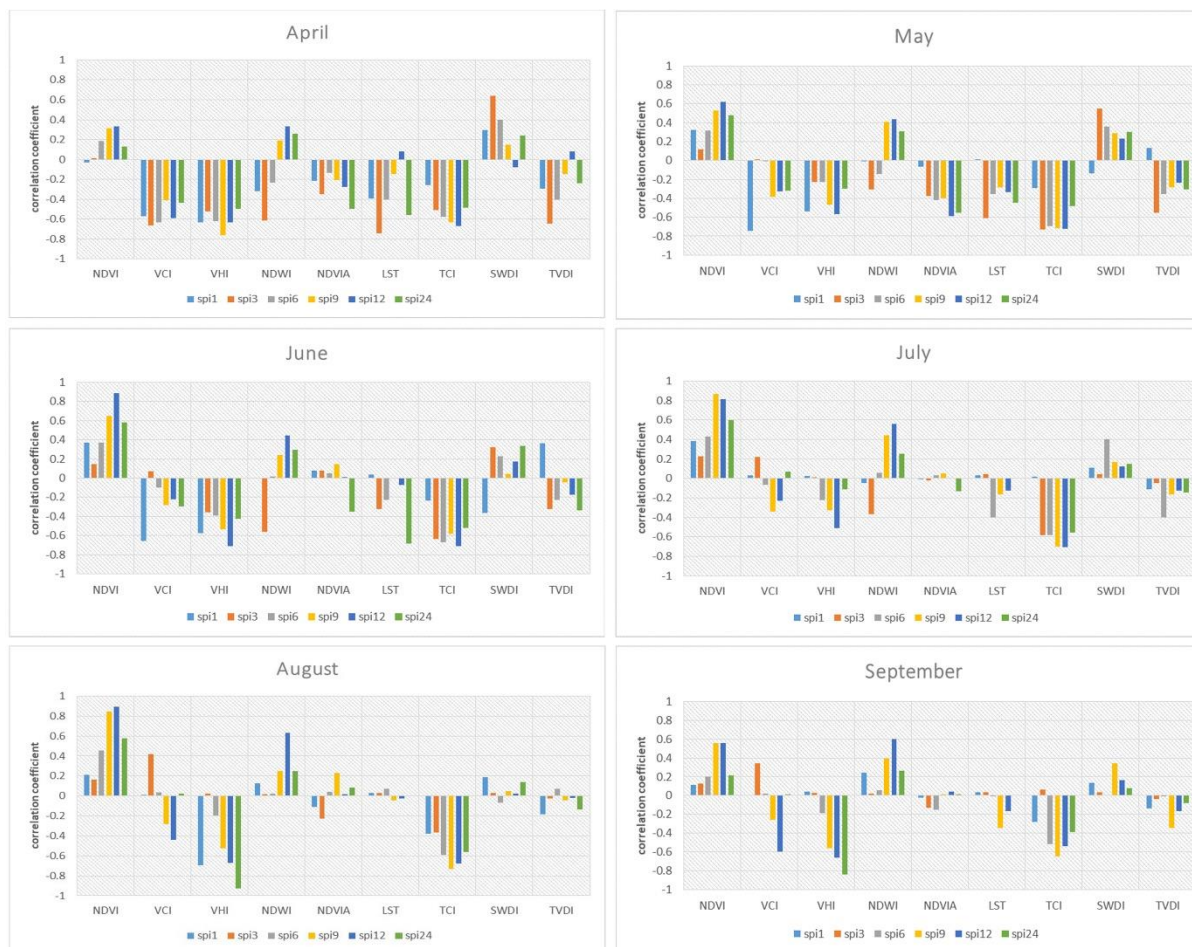 April
correlation coefficient
1
0.8
0.6
0.4
0.2
0
-0.2
-0.4
-0.6
-0.8
-1
NDVI VCI VHI NDWI NDVIA LST TCI SWDI TVDI
spi1 spi3 spi6 spi9 spi12 spi24
May
correlation coefficient
1
0.8
0.6
0.4
0.2
0
-0.2
-0.4
-0.6
-0.8
-1
NDVI VCI VHI NDWI NDVIA LST TCI SWDI TVDI
spi1 spi3 spi6 spi9 spi12 spi24
June
correlation coefficient
1
0.8
0.6
0.4
0.2
0
-0.2
-0.4
-0.6
-0.8
-1
NDVI VCI VHI NDWI NDVIA LST TCI SWDI TVDI
spi1 spi3 spi6 spi9 spi12 spi24
July
correlation coefficient
1
0.8
0.6
0.4
0.2
0
-0.2
-0.4
-0.6
-0.8
-1
NDVI VCI VHI NDWI NDVIA LST TCI SWDI TVDI
spi1 spi3 spi6 spi9 spi12 spi24
August
correlation coefficient
1
0.8
0.6
0.4
0.2
0
-0.2
-0.4
-0.6
-0.8
-1
NDVI VCI VHI NDWI NDVIA LST TCI SWDI TVDI
spi1 spi3 spi6 spi9 spi12 spi24
September
correlation coefficient
1
0.8
0.6
0.4
0.2
0
-0.2
-0.4
-0.6
-0.8
-1
NDVI VCI VHI NDWI NDVIA LST TCI SWDI TVDI
spi1 spi3 spi6 spi9 spi12 spi24